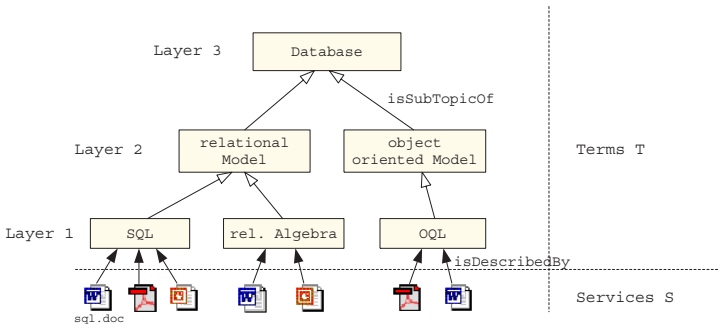 Layer 3
Database
isSubTopicOf
Layer 2
relational
Model
object
oriented Model
Terms T
Layer 1
SQL
rel. Algebra
OQL
isDescribedBy
sql.doc
Services S